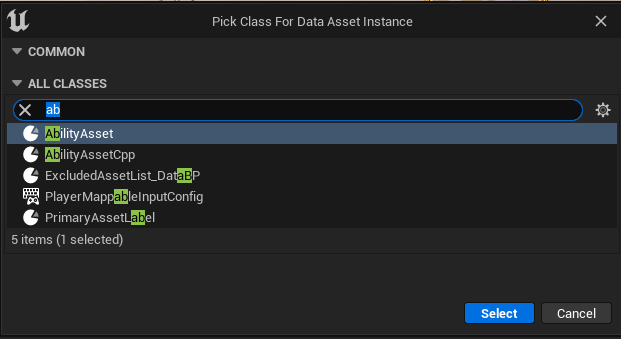 Pick Class For Data Asset Instance
COMMON
ALL CLASSES
ab
AbilityAsset
AbilityAssetCpp
ExcludedAssetList_DataBP
PlayerMappableInputConfig
PrimaryAssetLabel
5 items (1 selected)
Select Cancel